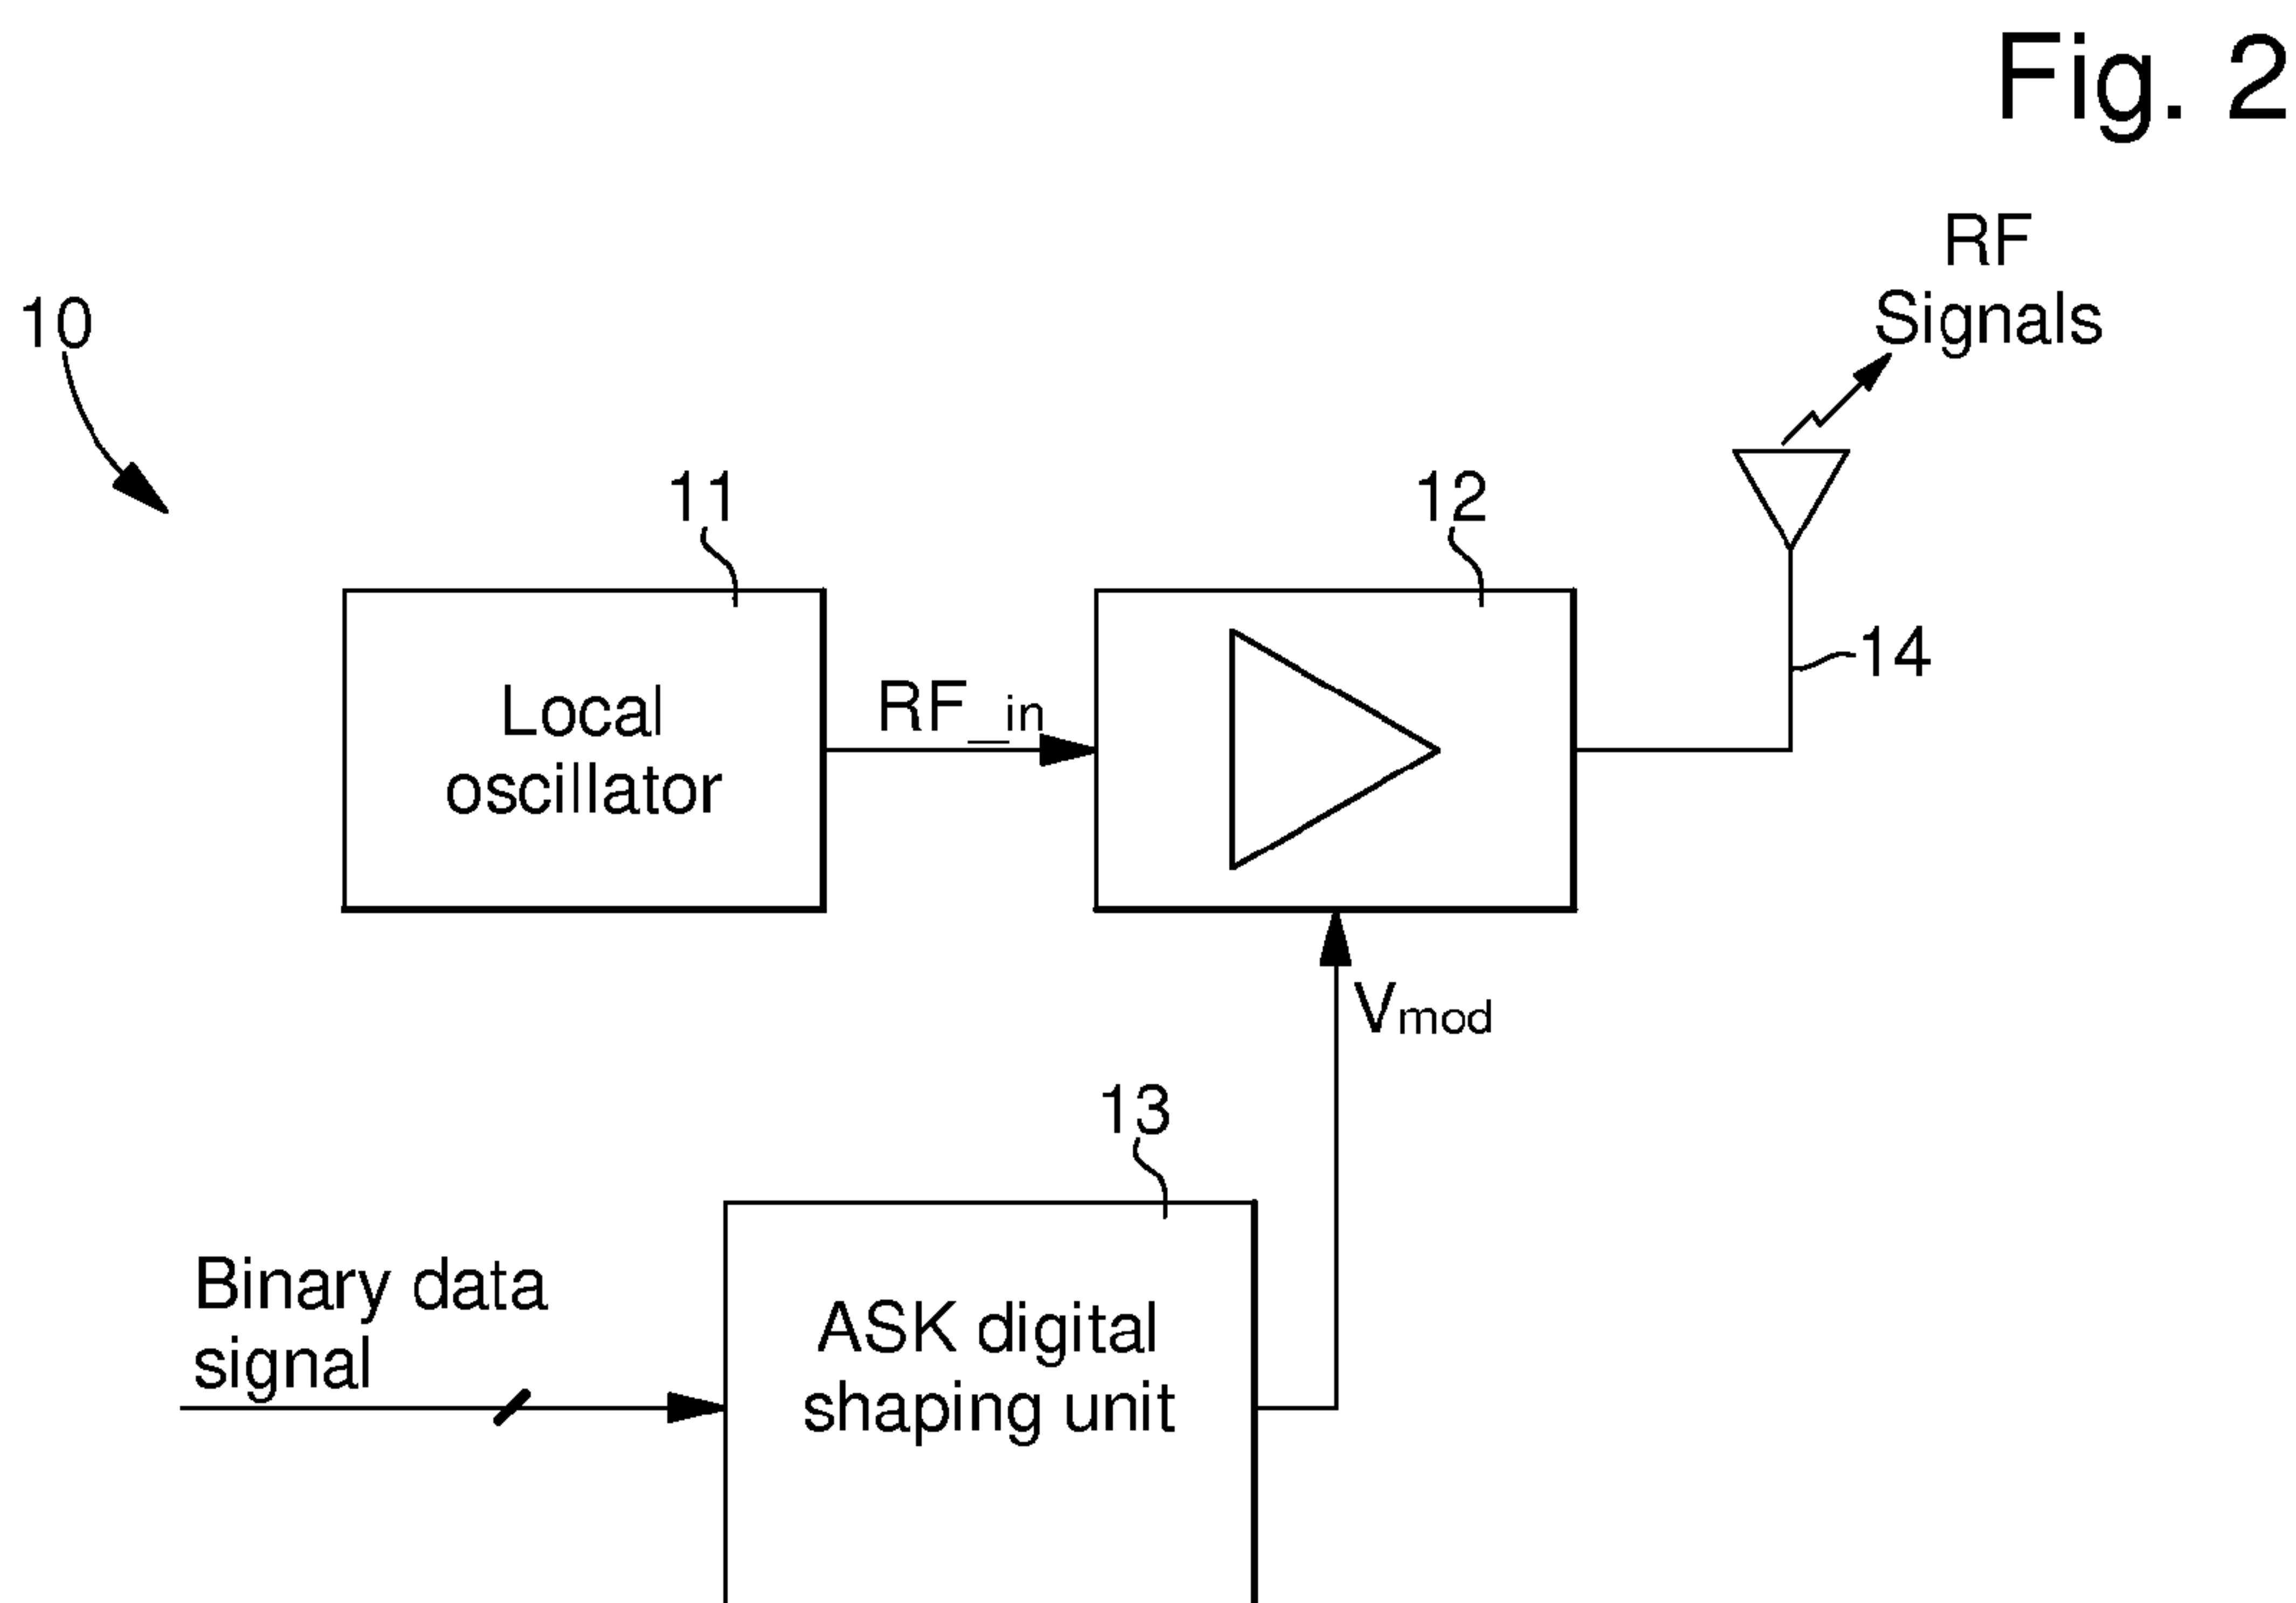 Fig. 2
RF
Signals
10
11
12
14
Local
oscillator
RF_in
Vmod
13
Binary data
signal
ASK digital
shaping unit